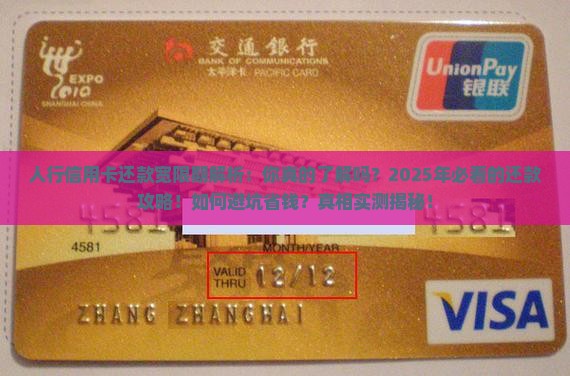 EXPO
2010
SHANGHAI CHINA
交通銀行
BANK OF COMMUNICATIONS
太平洋卡 PACIFIC CARD
UnionPay
银联
人行信用卡还款宽限期解析：你真的了解吗？2025年必看的还款
攻略！如何避坑省钱？真相实测揭秘！
4581
4581
4581
MONTH/YEAR
VALID
THRU
12/12
ZHANG ZHANGHAI
VISA